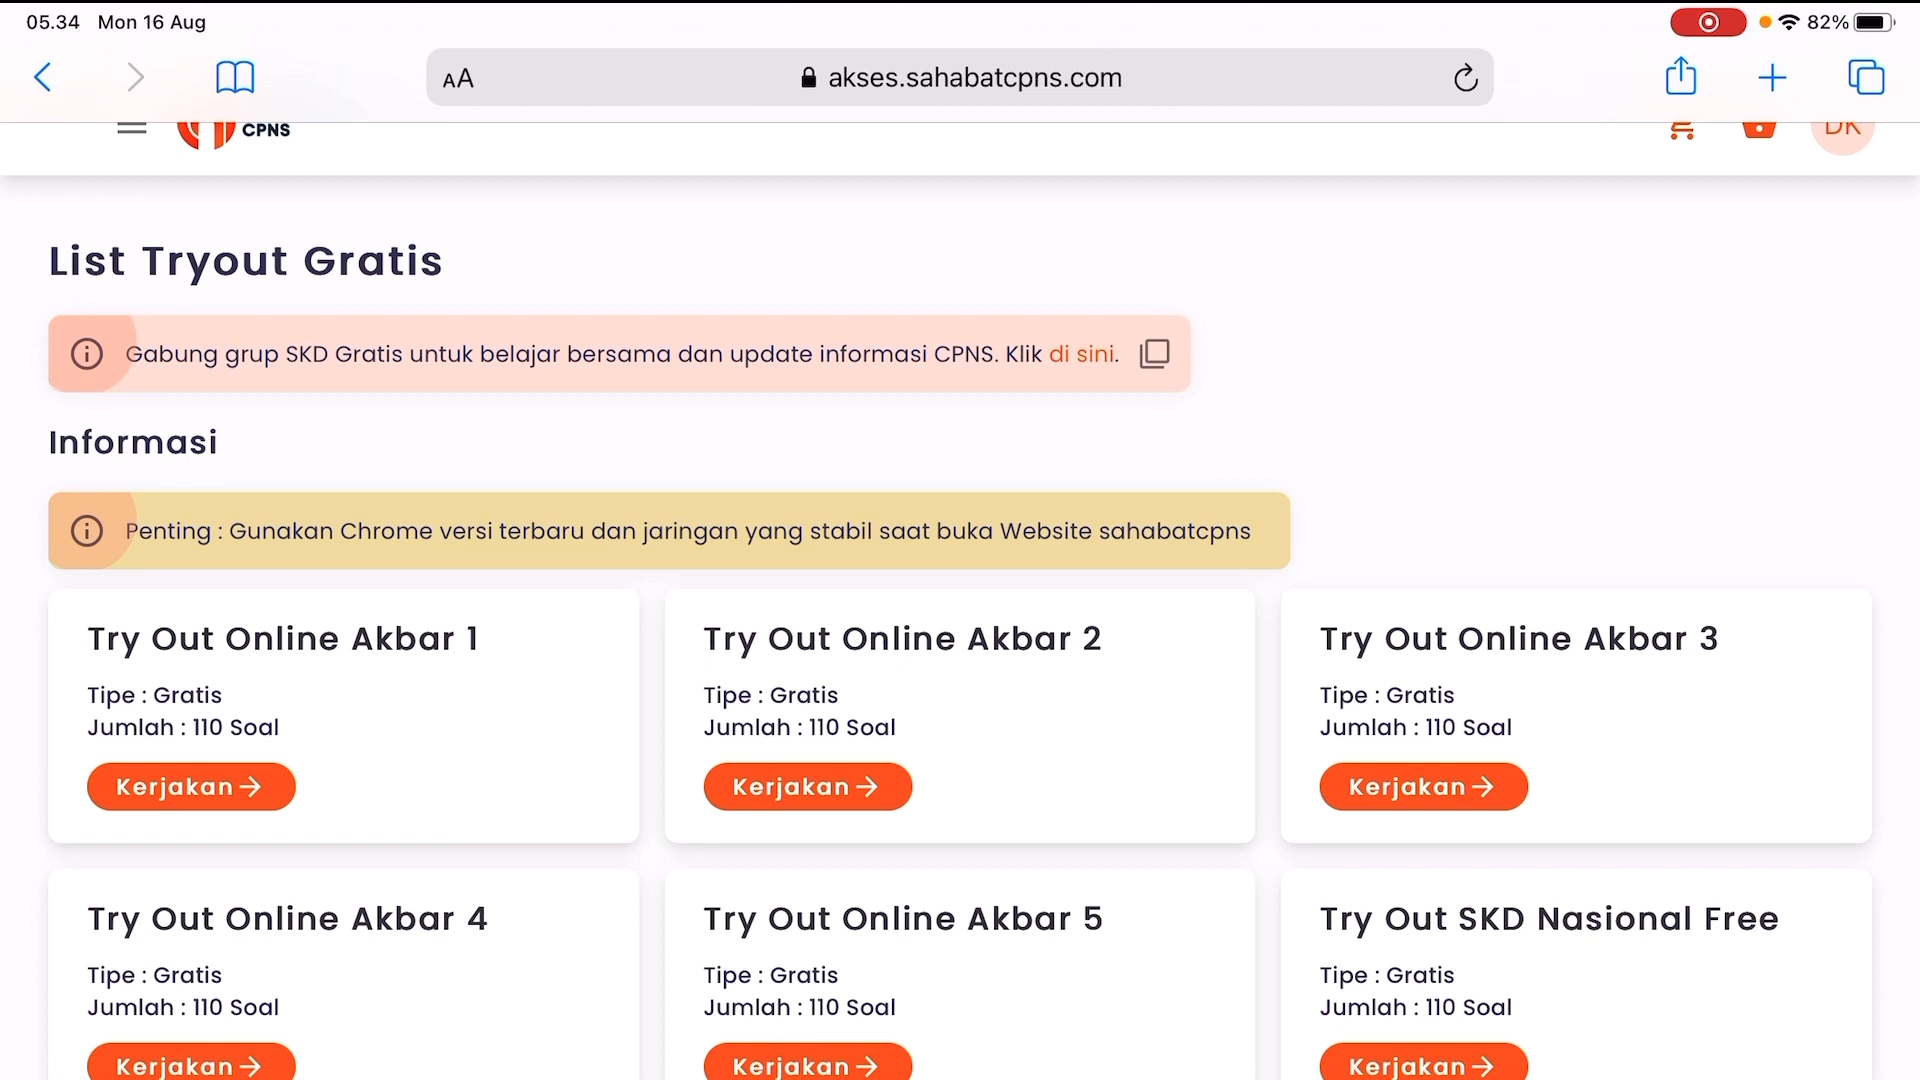 05.34 Mon 16 Aug
82%
AA
akses.sahabatcpns.com
CPNS
DK
List Tryout Gratis
Gabung grup SKD Gratis untuk belajar bersama dan update informasi CPNS. Klik di sini.
Informasi
Penting : Gunakan Chrome versi terbaru dan jaringan yang stabil saat buka Website sahabatcpns
Try Out Online Akbar 1
Tipe : Gratis
Jumlah : 110 Soal
Kerjakan→
Try Out Online Akbar 2
Tipe : Gratis
Jumlah : 110 Soal
Kerjakan→
Try Out Online Akbar 3
Tipe : Gratis
Jumlah : 110 Soal
Kerjakan→
Try Out Online Akbar 4
Tipe : Gratis
Jumlah : 110 Soal
Kerjakan→
Try Out Online Akbar 5
Tipe : Gratis
Jumlah : 110 Soal
Kerjakan→
Try Out SKD Nasional Free
Tipe : Gratis
Jumlah : 110 Soal
Kerjakan→